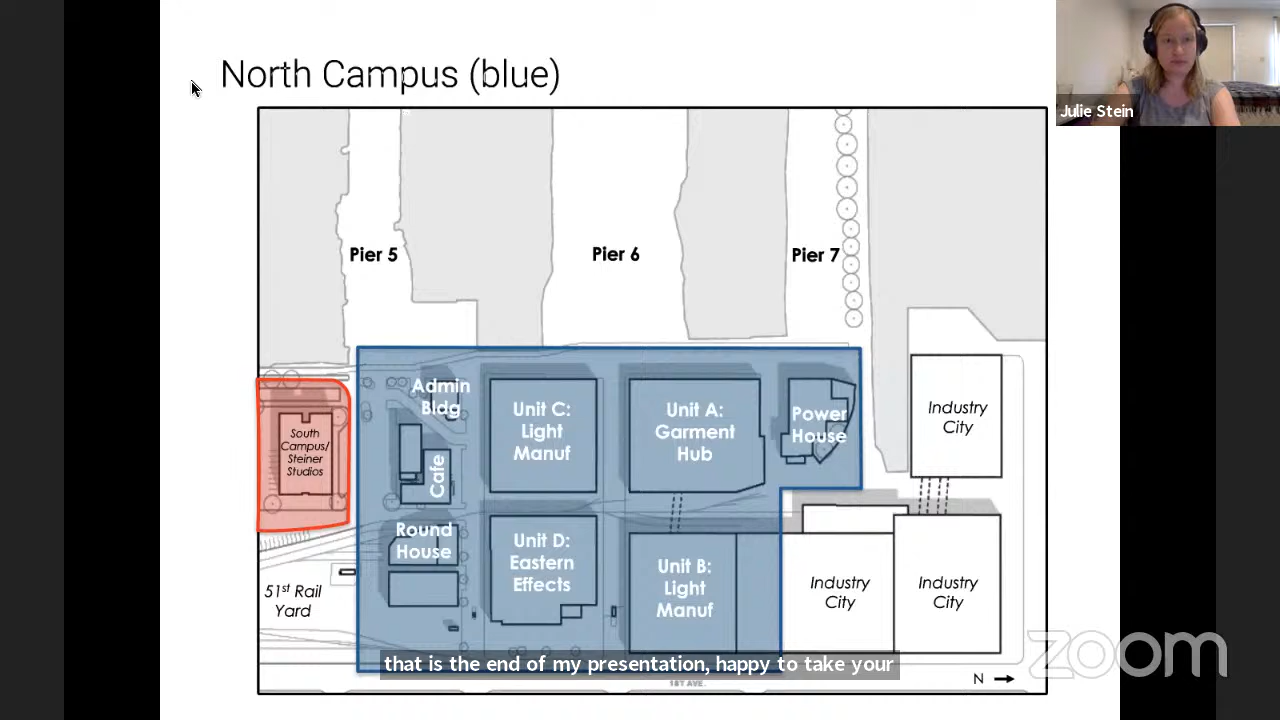 North Campus (blue)
Julie Stein
Pier 5
Pier 6
Pier 7
Admin
Bldg
Unit C:
Light
Manuf
Unit A:
Garment
Hub
Power
House
Industry
City
South
Campus/
Steiner
Studios
Cafe
Round
House
Unit D:
Eastern
Effects
Unit B:
Light
Manuf
Industry
City
Industry
City
51st Rail
Yard
that is the end of my presentation, happy to take your
1ST AVE.
N
zoom